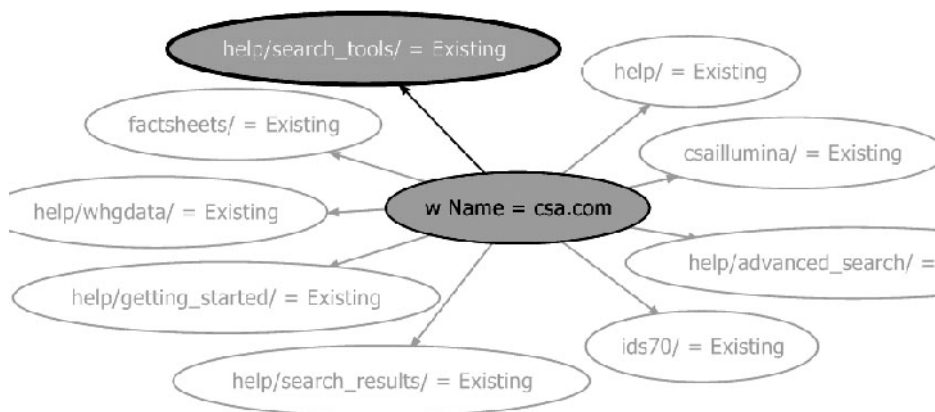 help/search_tools/ = Existing
help/ = Existing
factsheets/ = Existing
csaillumina/ = Existing
help/whgdata/ = Existing
w Name = csa.com
help/advanced_search/ =
help/getting_started/ = Existing
ids70/ = Existing
help/search_results/ = Existing